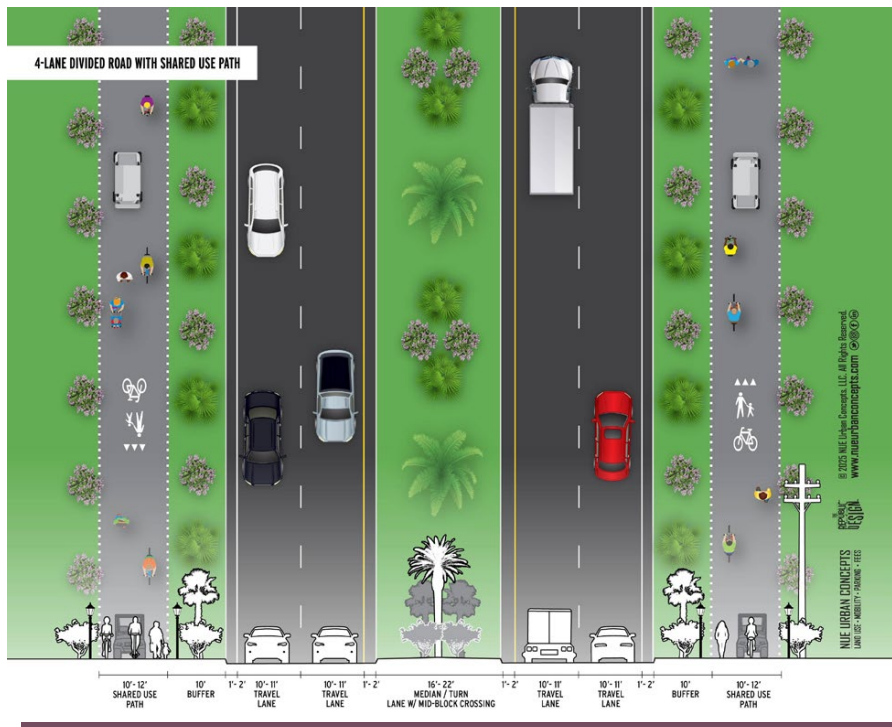 4-LANE DIVIDED ROAD WITH SHARED USE PATH
© 2025 NUE Urban Concepts, LLC. All Rights Reserved.
www.nueurbanconcepts.com
THE
REPUBLIC
DESIGN.
NUE URBAN CONCEPTS
LAND USE • MOBILITY • PARKING • FEES
10'- 12'
SHARED USE
PATH
10'
BUFFER
1'- 2'
10'- 11'
TRAVEL
LANE
10'- 11'
TRAVEL
LANE
1'- 2'
16'- 22'
MEDIAN / TURN
LANE W/ MID-BLOCK CROSSING
1'- 2'
10'- 11'
TRAVEL
LANE
10'- 11'
TRAVEL
LANE
1'- 2'
10'
BUFFER
10'- 12'
SHARED USE
PATH